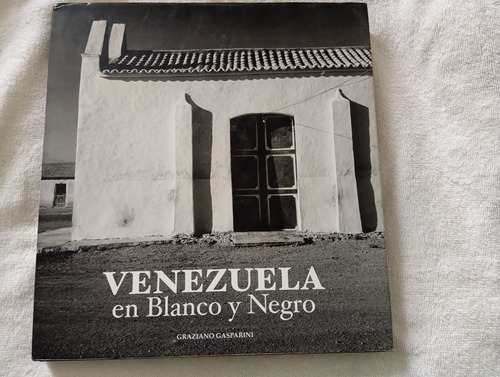 VENEZUELA
en Blanco y Negro
GRAZIANO GASPARINI